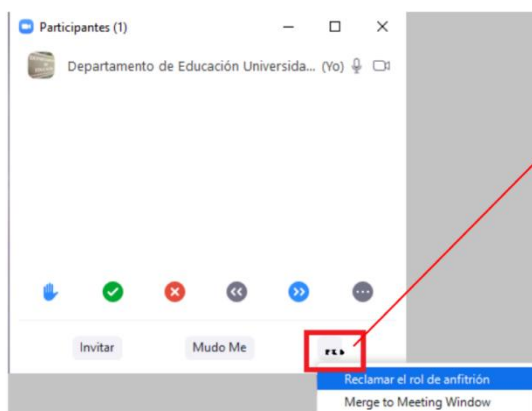 Participantes (1)
Departamento de Educación Universida... (Yo)
Invitar
Mudo Me
Reclamar el rol de anfitrión
Merge to Meeting Window